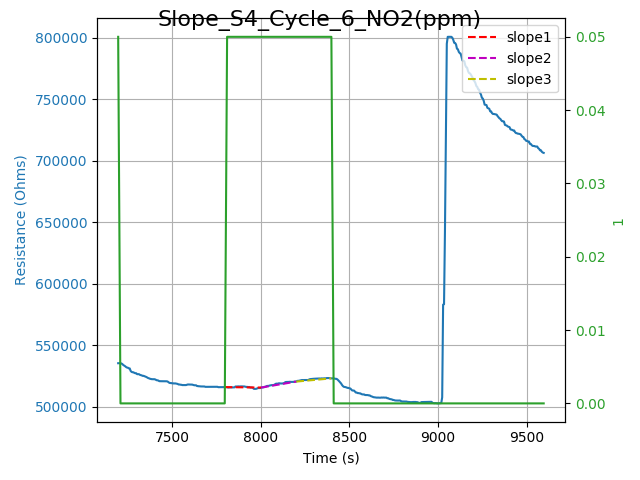 Slope_S4_Cycle_6_NO2(ppm)
slope1
slope2
slope3
800000
750000
700000
650000
600000
550000
500000
Resistance (Ohms)
0.05
0.04
0.03
0.02
0.01
0.00
1
7500 8000 8500 9000 9500
Time (s)